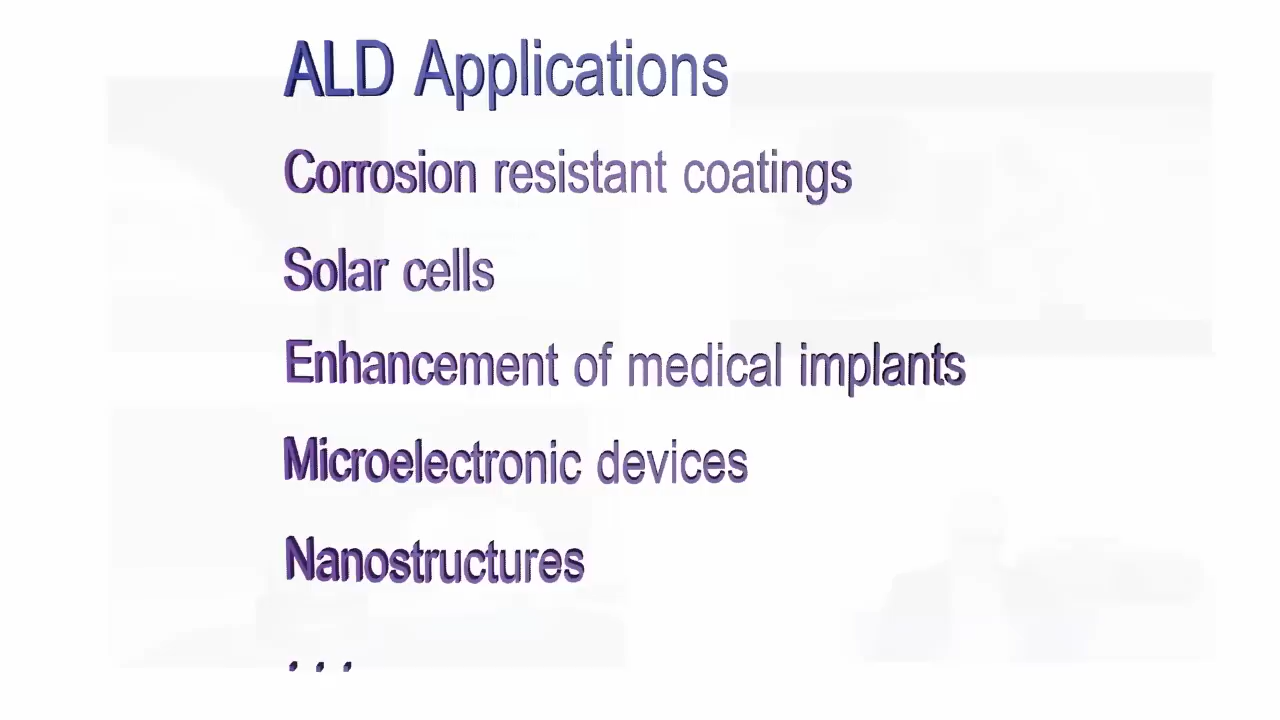 ALD Applications
Corrosion resistant coatings
Solar cells
Enhancement of medical implants
Microelectronic devices
Nanostructures
...